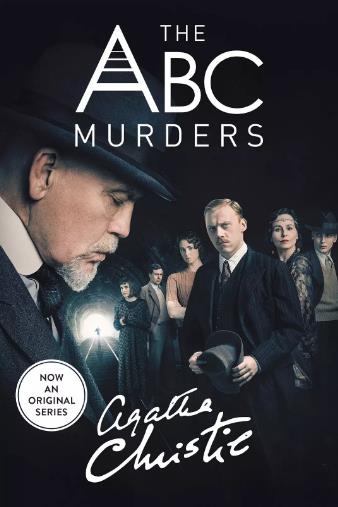 THE
ABC
MURDERS
NOW
AN
ORIGINAL
SERIES
Agatha
Christie